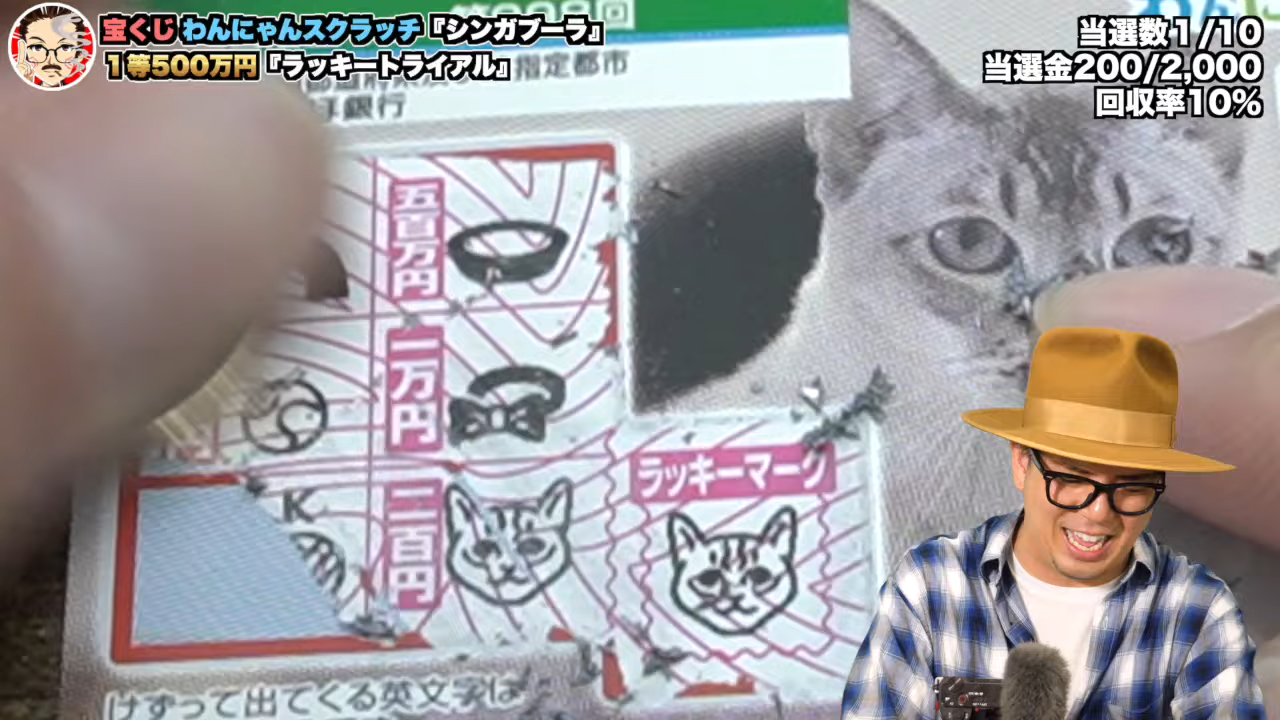 宝くじ わんにゃんスクラッチ『シンガプーラ』
1等500万円『ラッキートライアル』
当選数1/10
当選金200/2,000
回収率10%
指定都市
銀行
五百万円
二万円
二百円
K
ラッキーマーク
けずって出てくる英文字は